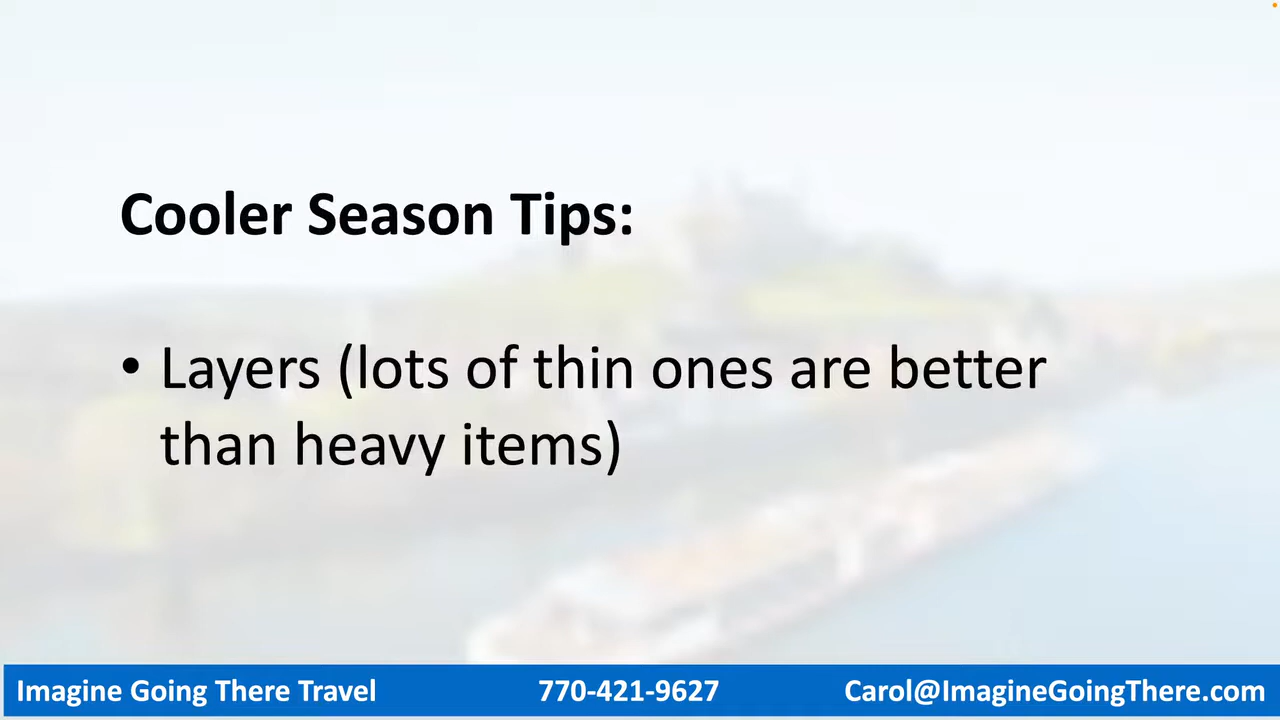 Cooler Season Tips:
• Layers (lots of thin ones are better
than heavy items)
Imagine Going There Travel 770-421-9627 Carol@ImagineGoingThere.com